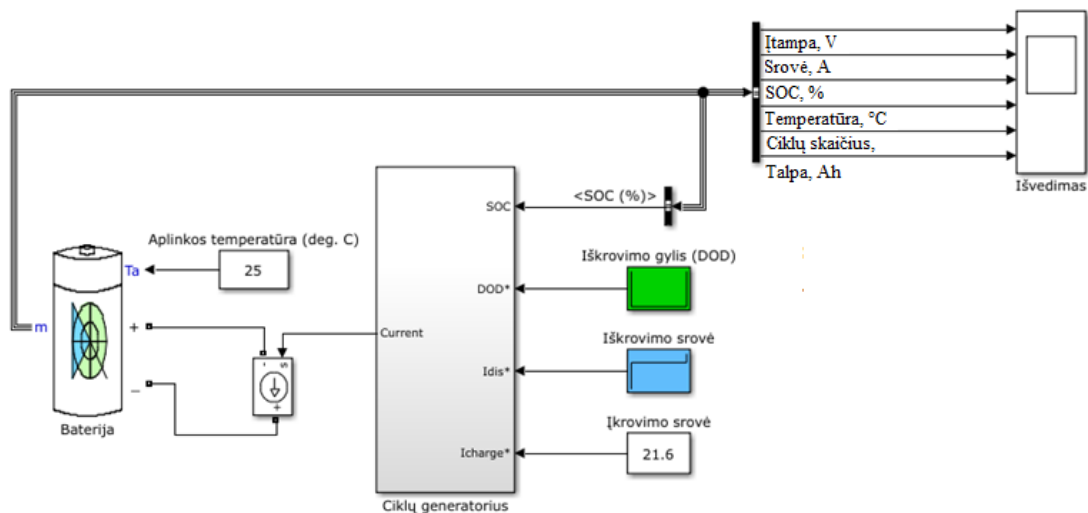 Įtampa, V
Srovė, A
SOC, %
Temperatūra, °C
Ciklų skaičius,
Talpa, Ah
Išvedimas
<SOC (%)>
SOC
Aplinkos temperatūra (deg. C)
25
Ta
m
+
_
Baterija
-
s
+
Current
DOD*
Idis*
Icharge*
Ciklų generatorius
Iškrovimo gylis (DOD)
Iškrovimo srovė
Įkrovimo srovė
21.6